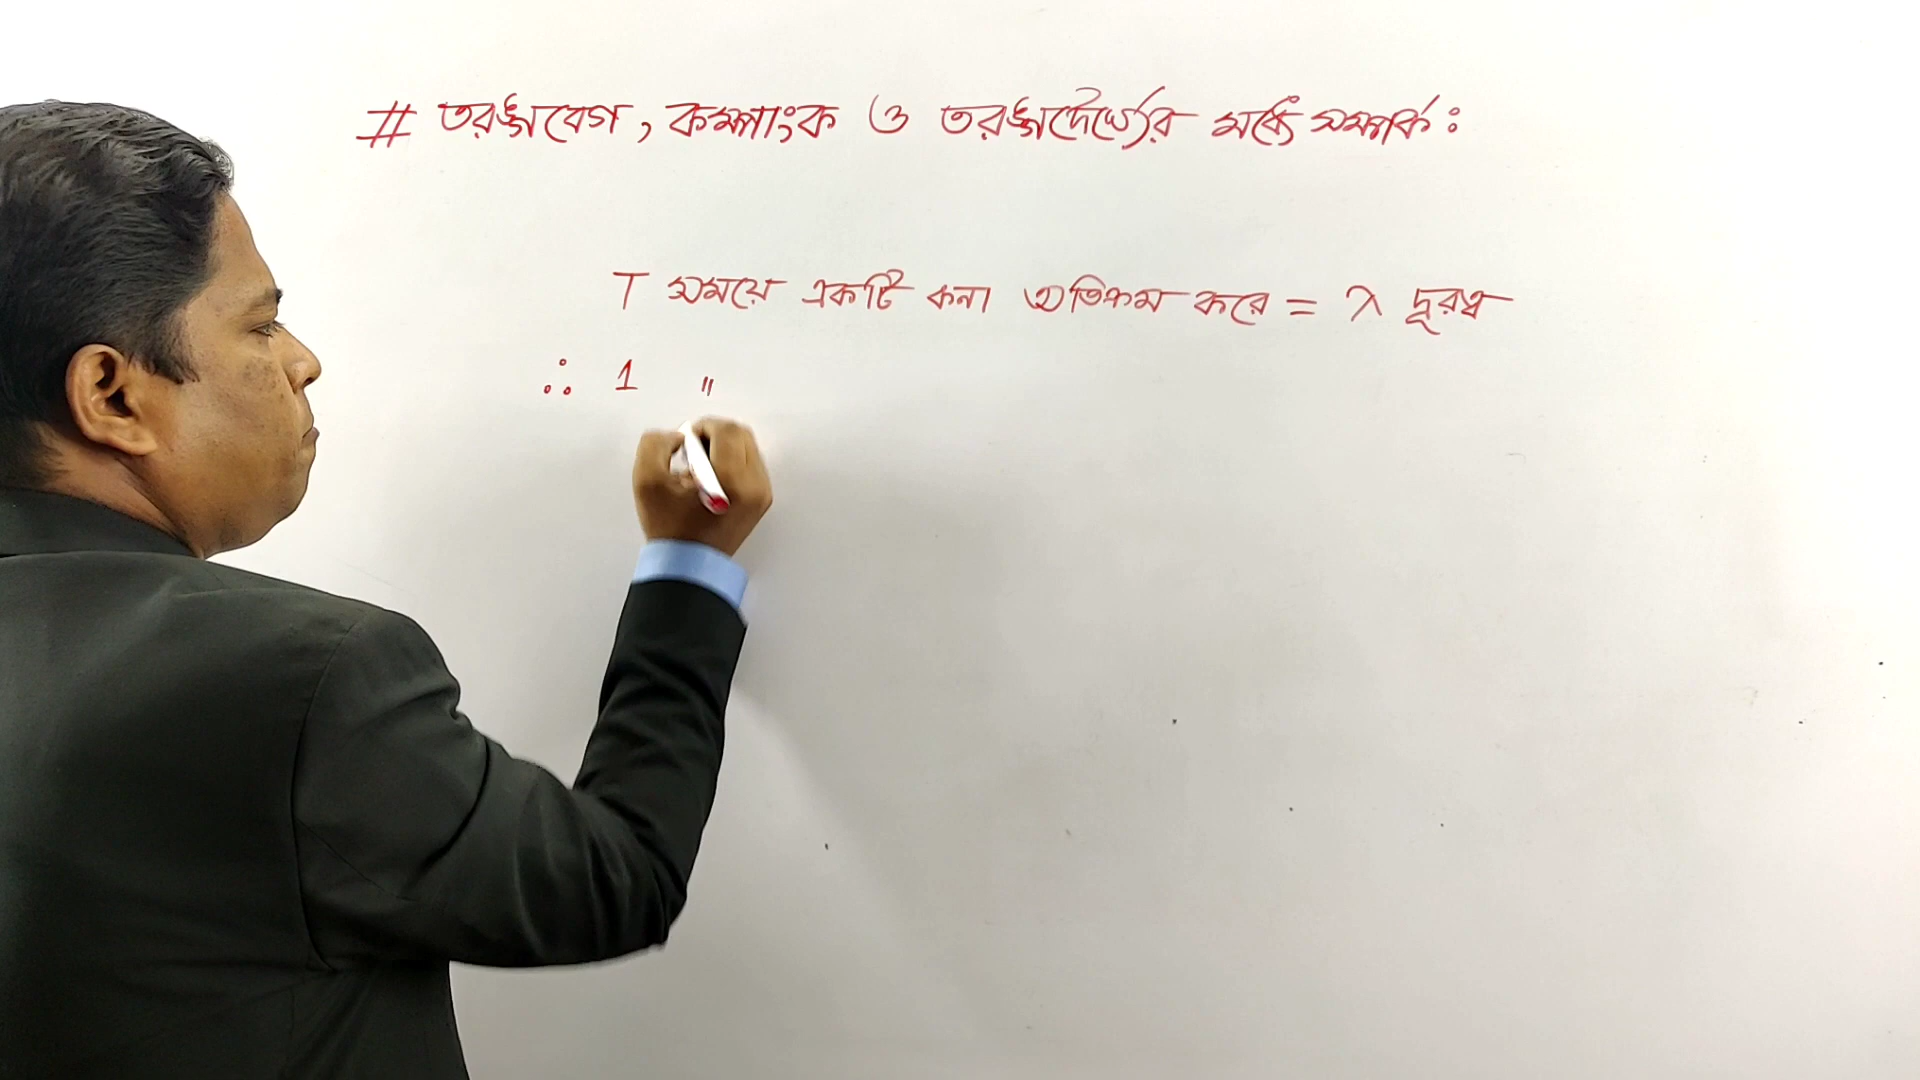 # তরঙ্গবেগ, কম্পাংক ও তরঙ্গদৈর্ঘ্যের মধ্যে সম্পর্ক :
T সময়ে একটি কনা অতিক্রম করে = λ দূরত্ব
∴ 1 "